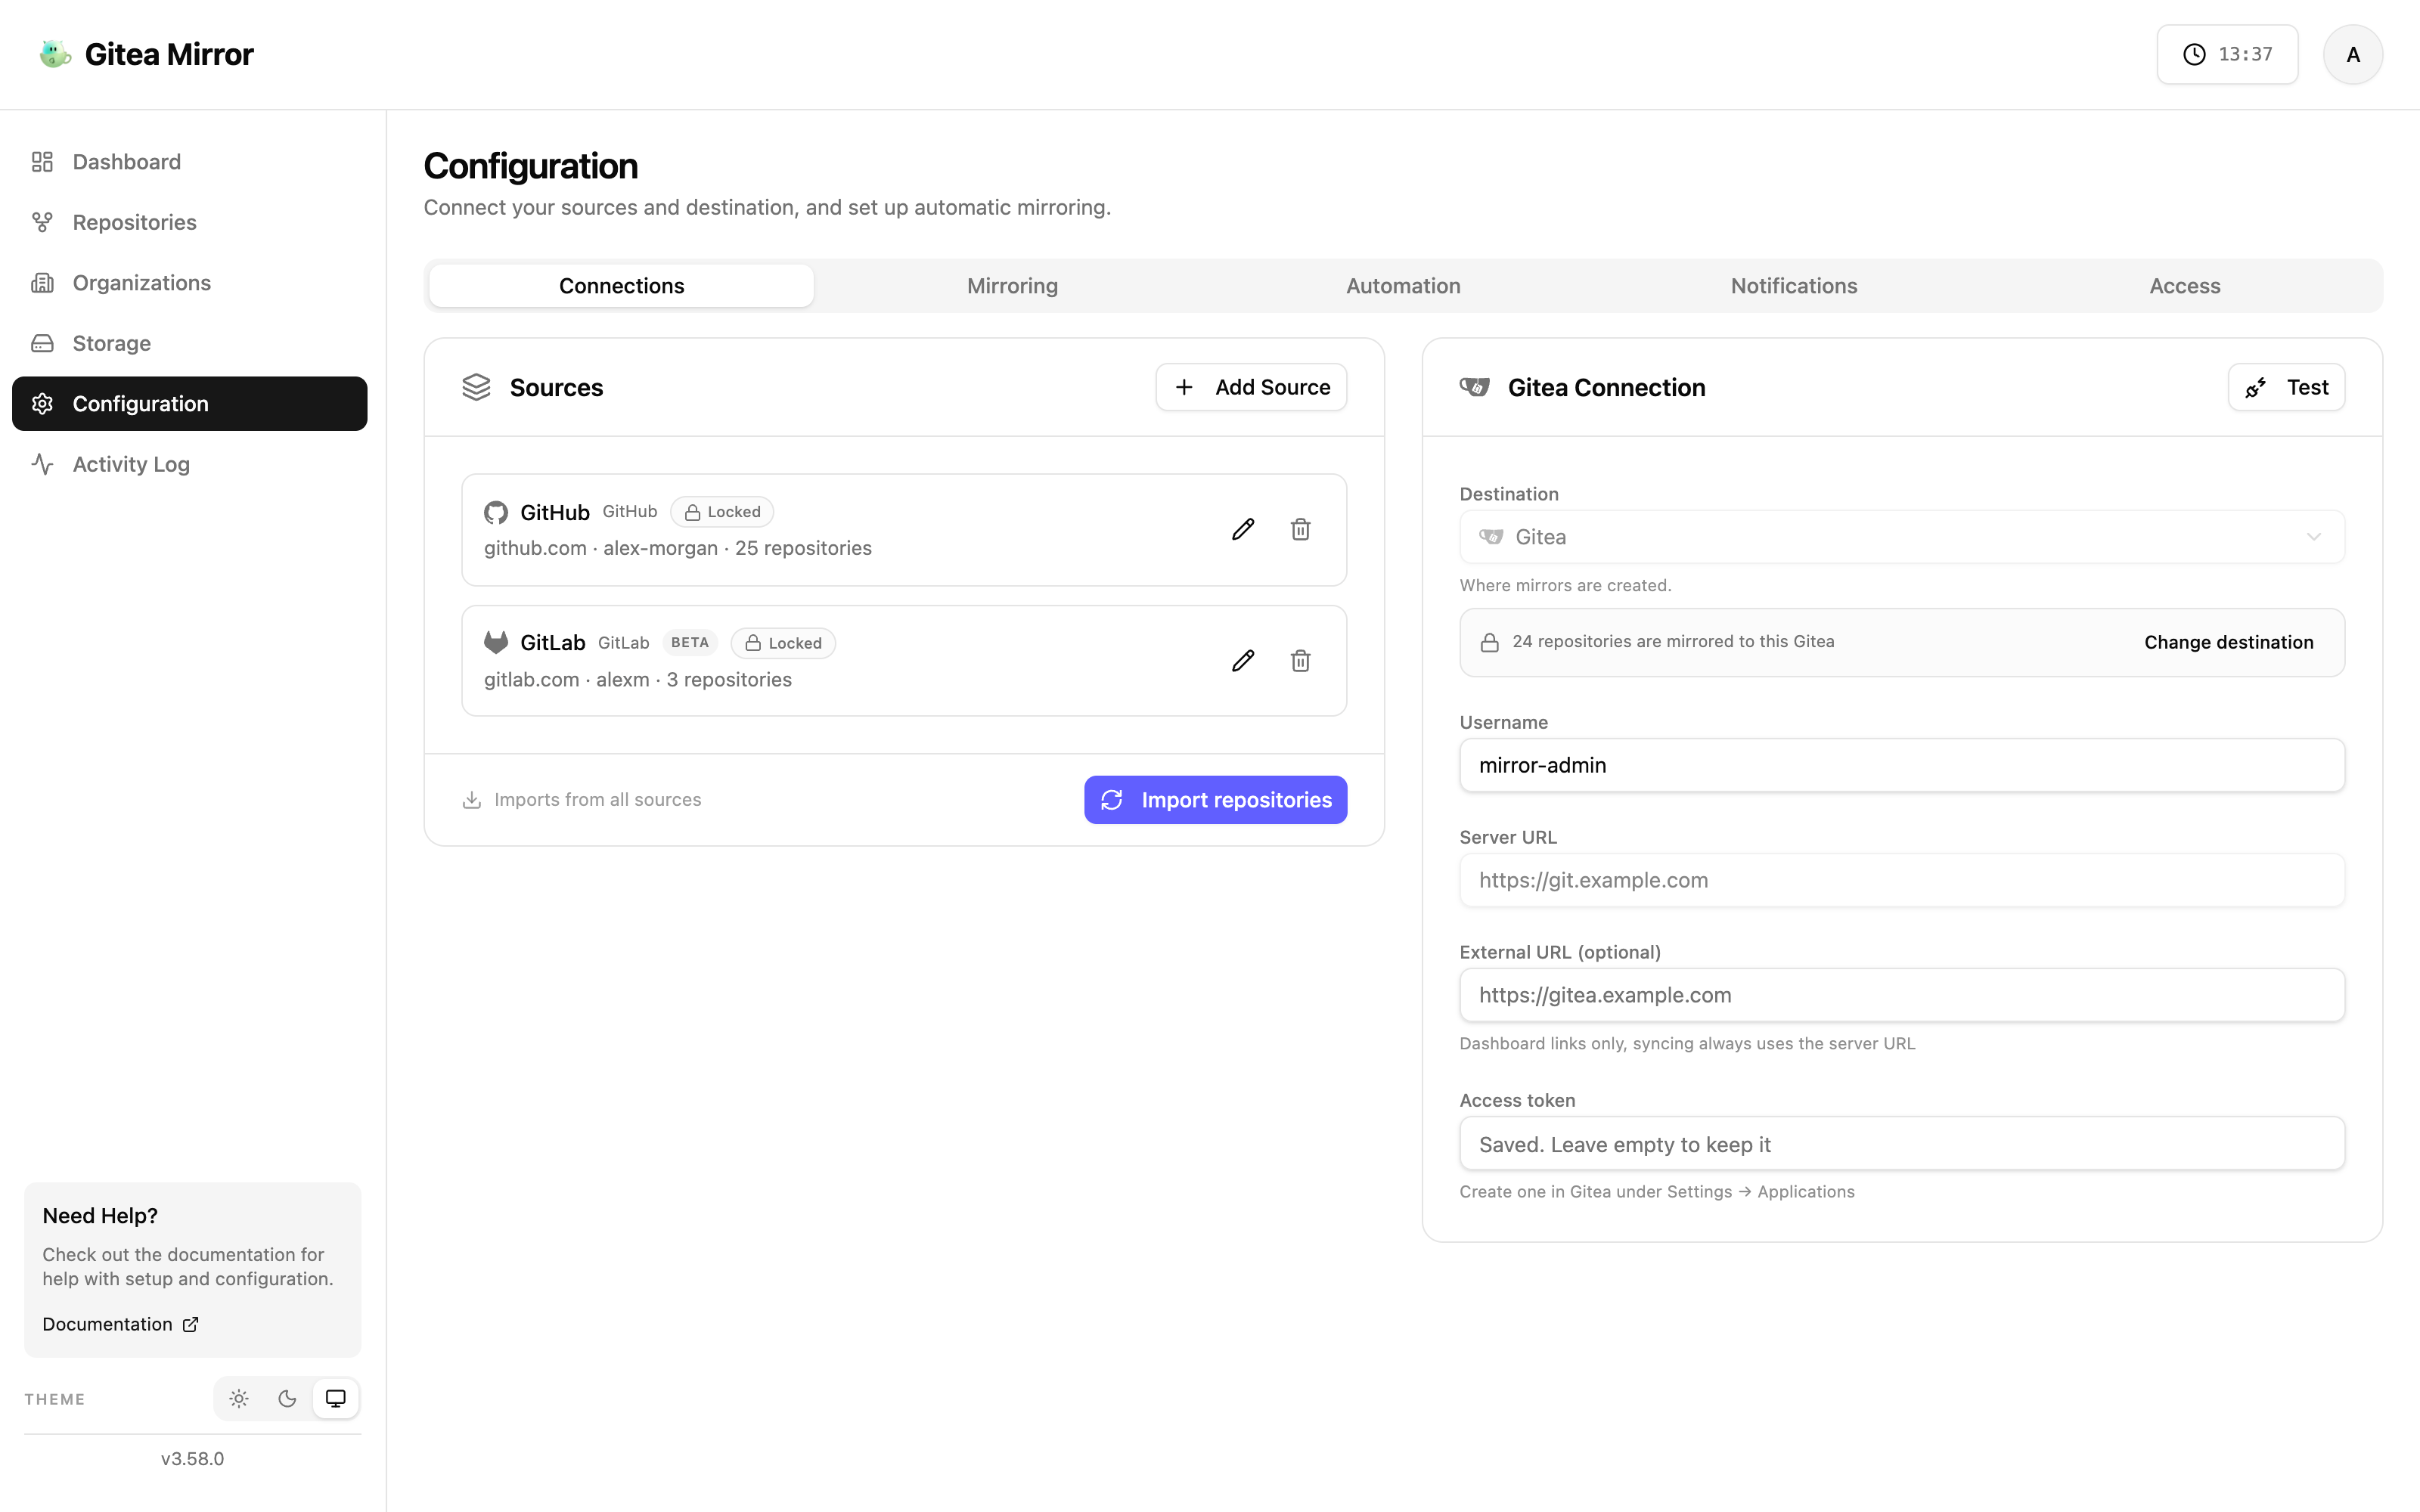 Gitea Mirror
13:37
A
Dashboard
Repositories
Organizations
Storage
Configuration
Activity Log
Need Help?
Check out the documentation for
help with setup and configuration.
Documentation
THEME
v3.58.0
Configuration
Connect your sources and destination, and set up automatic mirroring.
Connections
Mirroring
Automation
Notifications
Access
Sources
Add Source
GitHub GitHub Locked
github.com · alex-morgan · 25 repositories
GitLab GitLab BETA Locked
gitlab.com · alexm · 3 repositories
Imports from all sources
Import repositories
Gitea Connection
Test
Destination
Gitea
Where mirrors are created.
24 repositories are mirrored to this Gitea
Change destination
Username
mirror-admin
Server URL
https://git.example.com
External URL (optional)
https://gitea.example.com
Dashboard links only, syncing always uses the server URL
Access token
Saved. Leave empty to keep it
Create one in Gitea under Settings → Applications